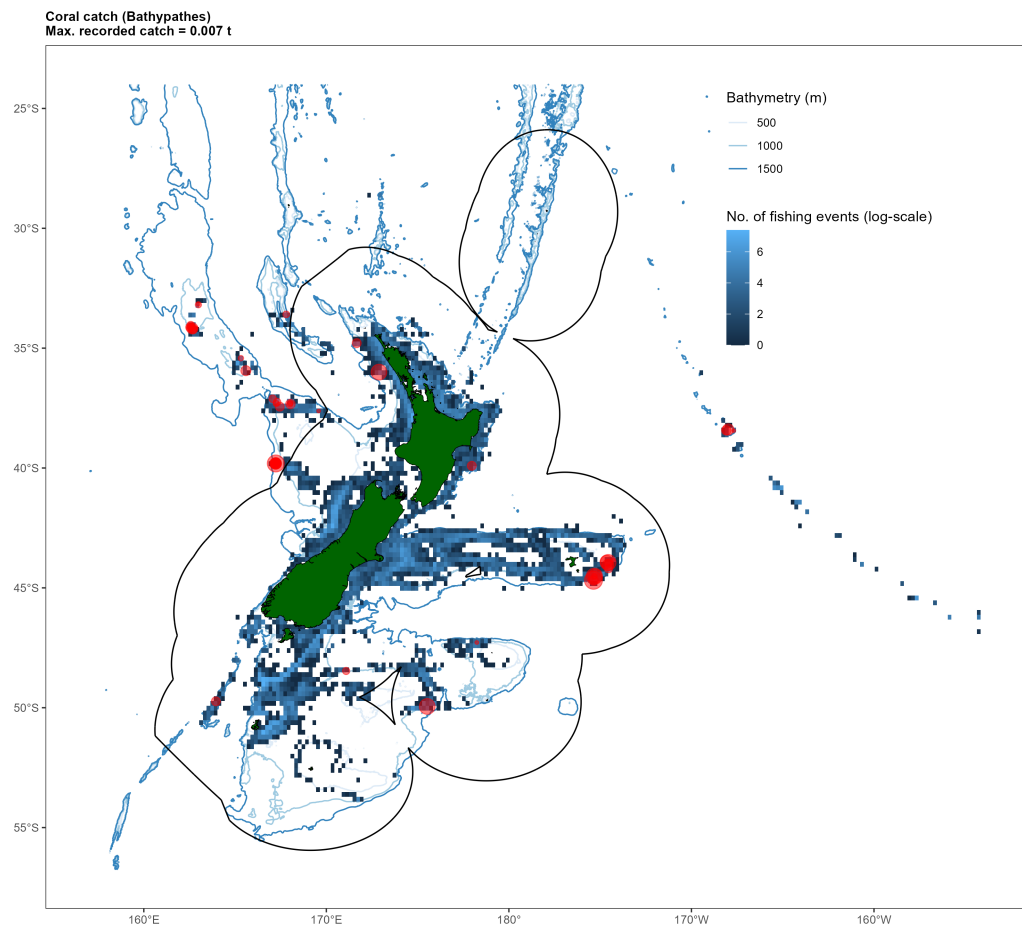 Coral catch (Bathypathes)
Max. recorded catch = 0.007 t
Bathymetry (m)
500
1000
1500
No. of fishing events (log-scale)
6
4
2
0
25°S
30°S
35°S
40°S
45°S
50°S
55°S
160°E
170°E
180°
170°W
160°W